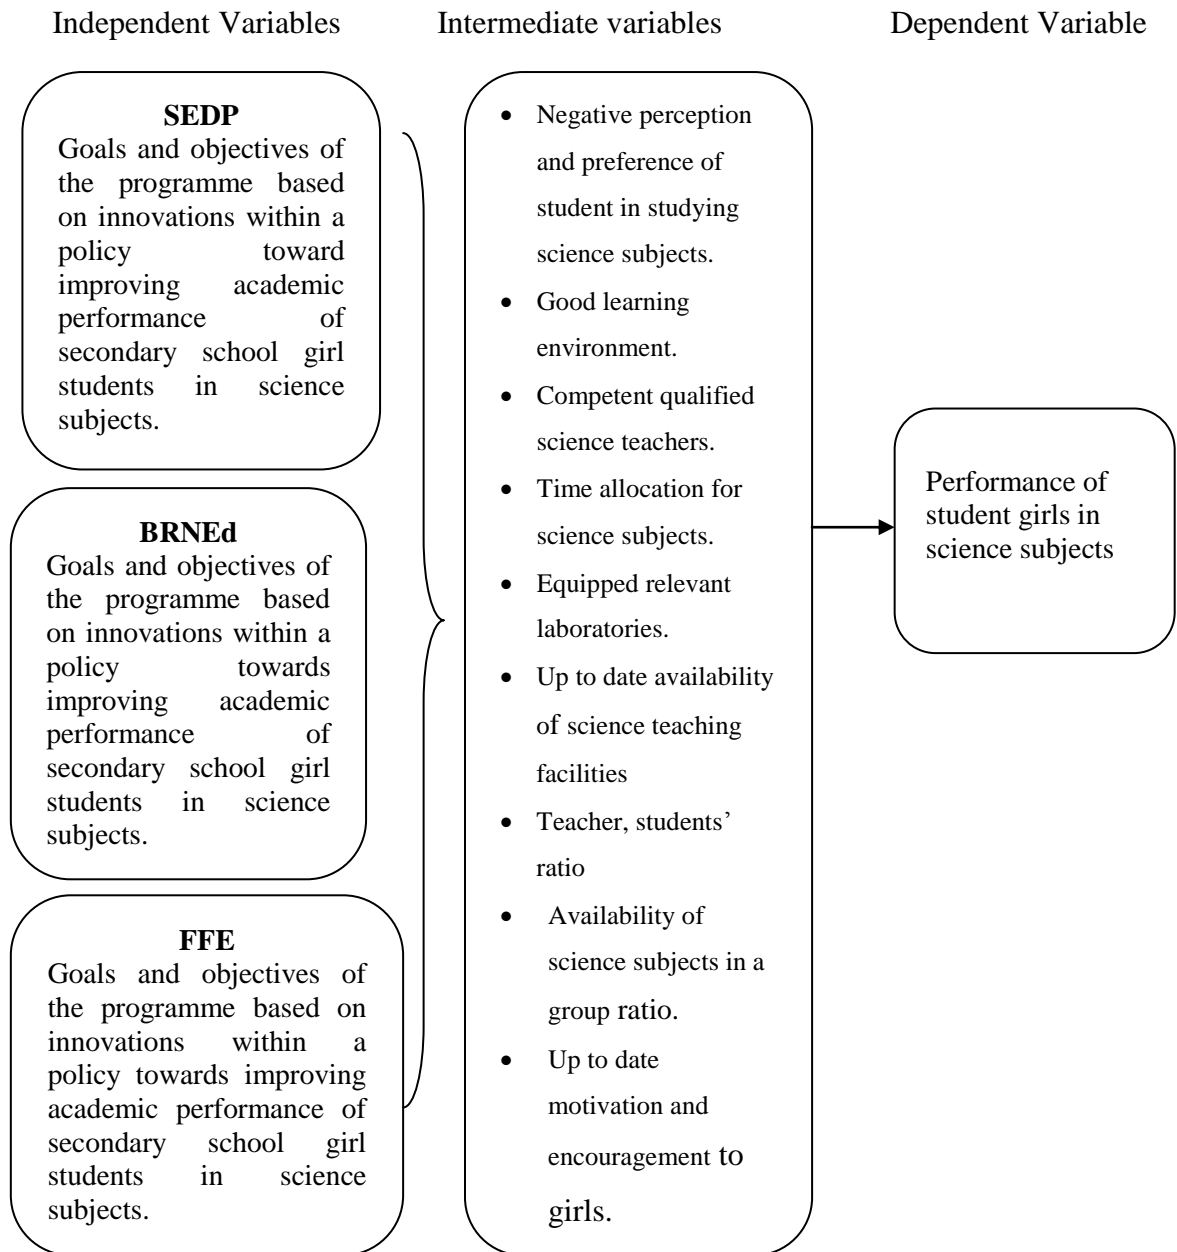 Independent Variables
Intermediate variables
Dependent Variable
SEDP
Goals and objectives of
the programme based
on innovations within a
policy toward
improving academic
performance of
secondary school girl
students in science
subjects.
BRNEd
Goals and objectives of
the programme based
on innovations within a
policy towards
improving academic
performance of
secondary school girl
students in science
subjects.
FFE
Goals and objectives of
the programme based on
innovations within a
policy towards improving
academic performance of
secondary school girl
students in science
subjects.
• Negative perception
and preference of
student in studying
science subjects.
• Good learning
environment.
• Competent qualified
science teachers.
• Time allocation for
science subjects.
• Equipped relevant
laboratories.
• Up to date availability
of science teaching
facilities
• Teacher, students’
ratio
• Availability of
science subjects in a
group ratio.
• Up to date
motivation and
encouragement to
girls.
Performance of
student girls in
science subjects